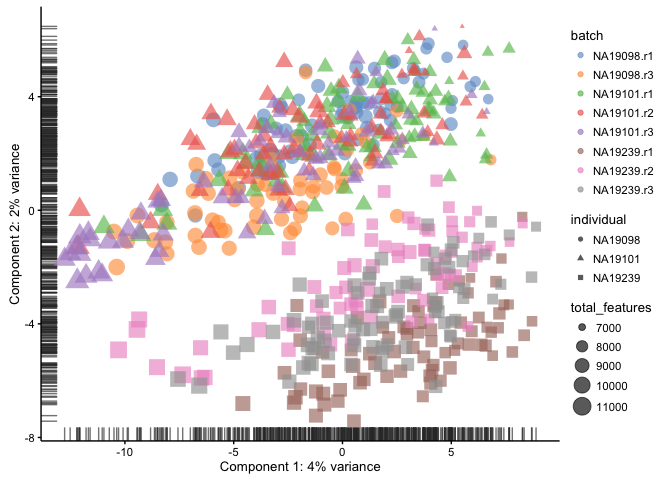 Component 2: 2% variance
4
0
-4
-8
-10
-5
0
5
Component 1: 4% variance
batch
NA19098.r1
NA19098.r3
NA19101.r1
NA19101.r2
NA19101.r3
NA19239.r1
NA19239.r2
NA19239.r3
individual
NA19098
NA19101
NA19239
total_features
7000
8000
9000
10000
11000